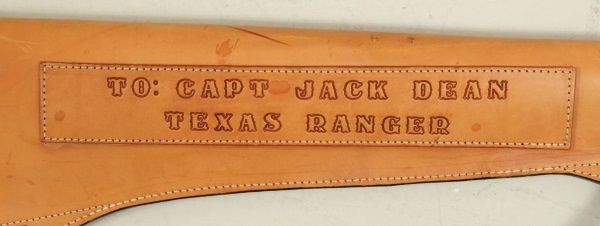 TO: CAPT JACK DEAN
TEXAS RANGER